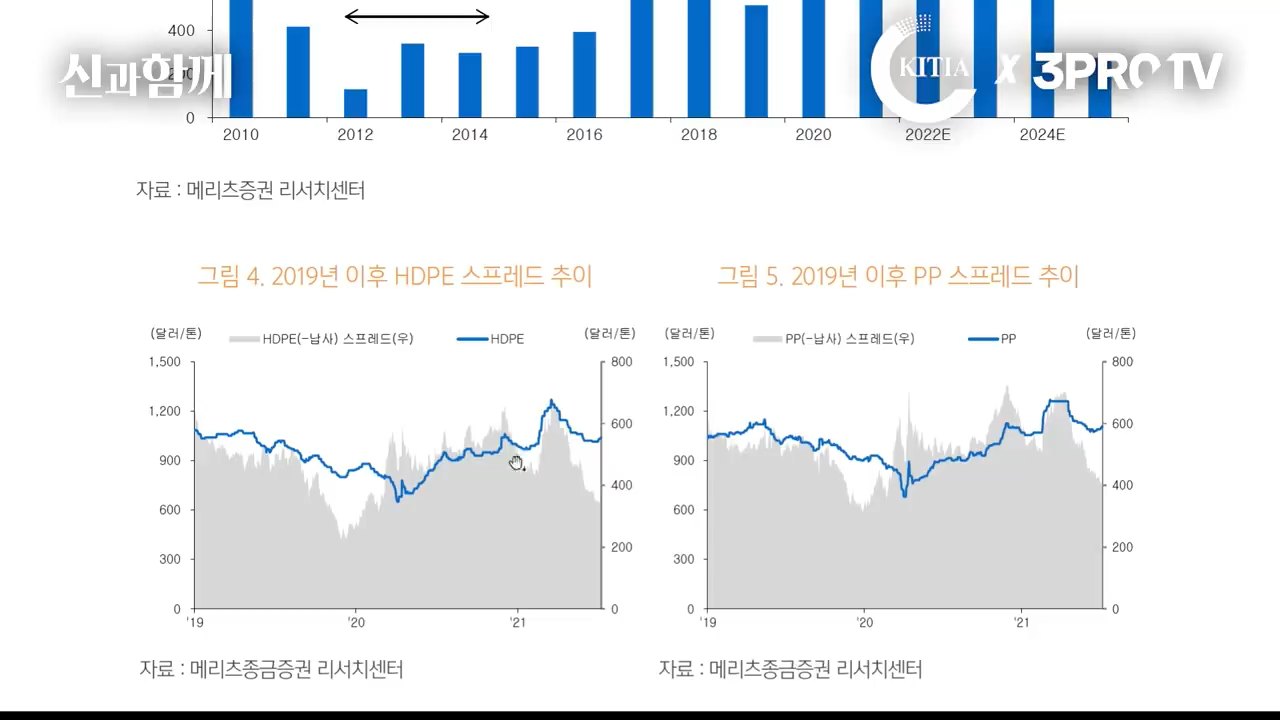 400
200
0
2010 2012 2014 2016 2018 2020 2022E 2024E
신과함께
KITIA X 3PROTV
자료 : 메리츠증권 리서치센터
그림 4. 2019년 이후 HDPE 스프레드 추이
(달러/톤) HDPE(-납사) 스프레드(우) HDPE (달러/톤)
1,500 800
1,200 600
900 400
600 200
300
0 0
'19 '20 '21
자료 : 메리츠종금증권 리서치센터
그림 5. 2019년 이후 PP 스프레드 추이
(달러/톤) PP(-납사) 스프레드(우) PP (달러/톤)
1,500 800
1,200 600
900 400
600 200
300
0 0
'19 '20 '21
자료 : 메리츠종금증권 리서치센터